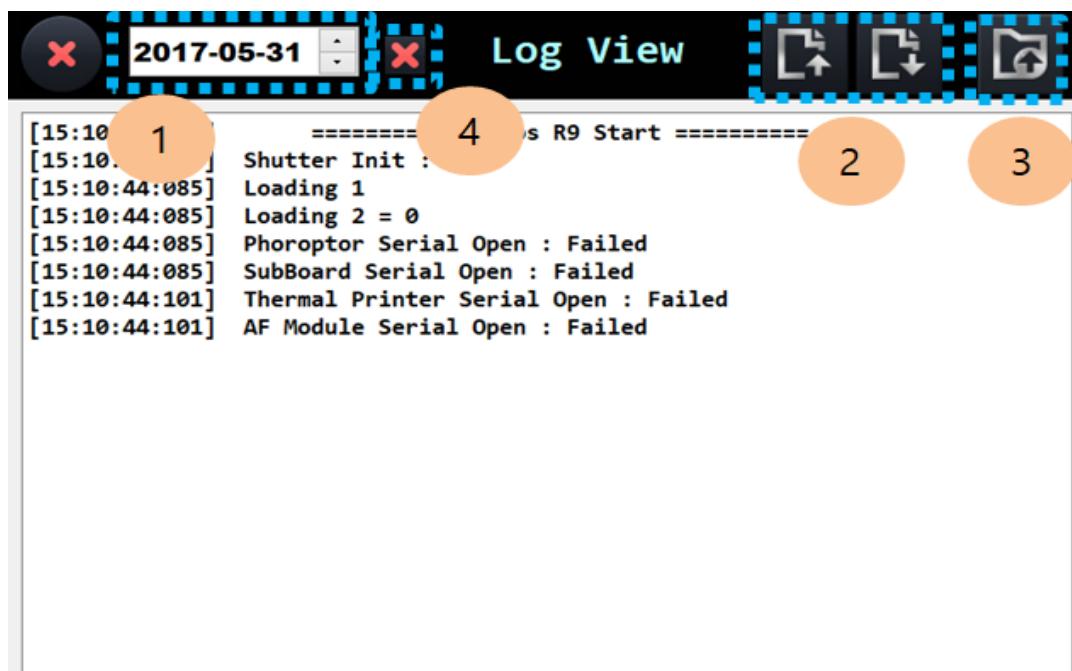 2017-05-31 Log View
1 4 2 3
[15:10 ========== s R9 Start ==========
[15:10: ] Shutter Init :
[15:10:44:085] Loading 1
[15:10:44:085] Loading 2 = 0
[15:10:44:085] Phoroptor Serial Open : Failed
[15:10:44:085] SubBoard Serial Open : Failed
[15:10:44:101] Thermal Printer Serial Open : Failed
[15:10:44:101] AF Module Serial Open : Failed